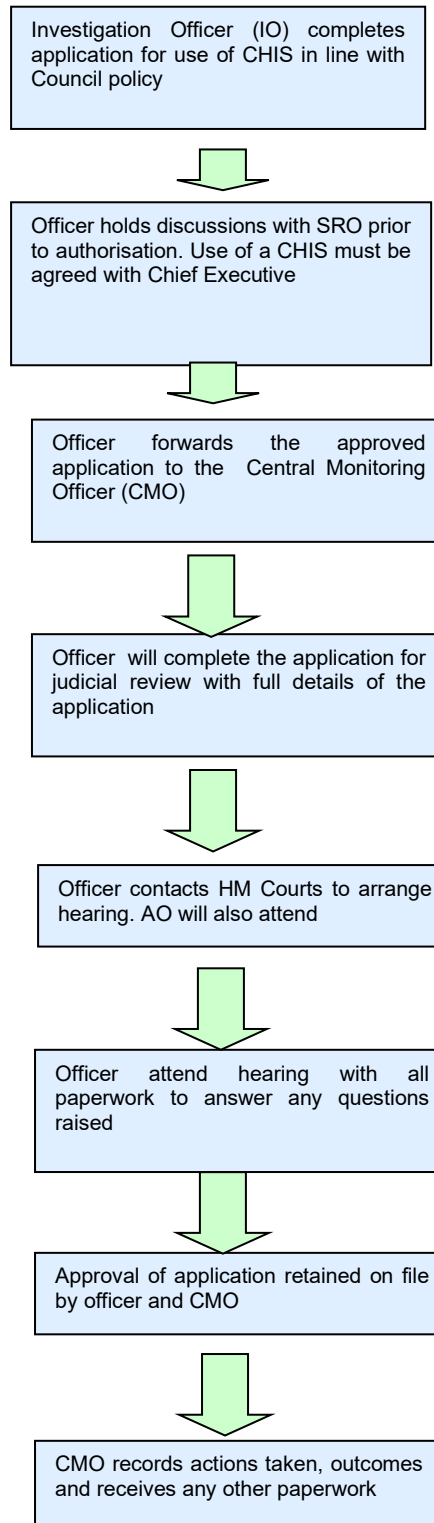 Investigation Officer (IO) completes
application for use of CHIS in line with
Council policy
Officer holds discussions with SRO prior
to authorisation. Use of a CHIS must be
agreed with Chief Executive
Officer forwards the approved
application to the Central Monitoring
Officer (CMO)
Officer will complete the application for
judicial review with full details of the
application
Officer contacts HM Courts to arrange
hearing. AO will also attend
Officer attend hearing with all
paperwork to answer any questions
raised
Approval of application retained on file
by officer and CMO
CMO records actions taken, outcomes
and receives any other paperwork